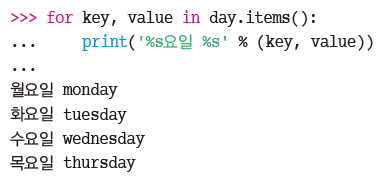 >>> for key, value in day.items():
...     print('%s요일 %s' % (key, value))
...
월요일 monday
화요일 tuesday
수요일 wednesday
목요일 thursday